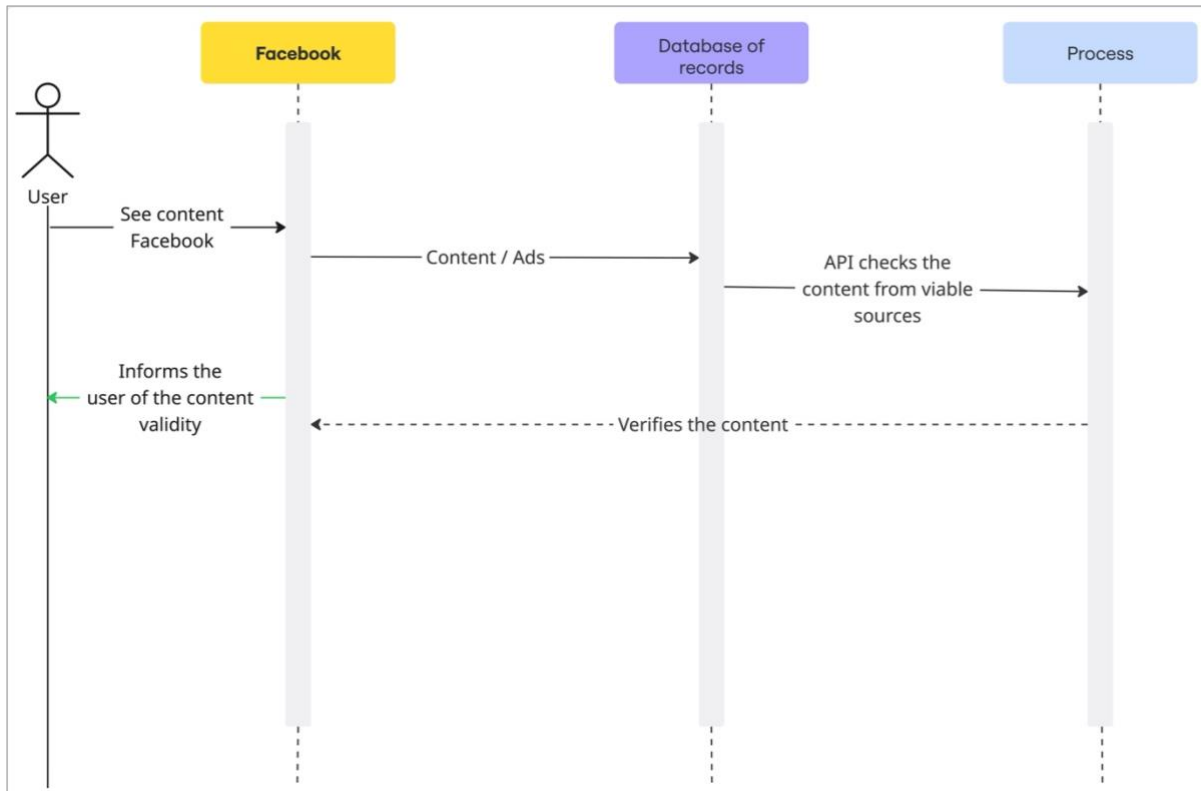 Facebook
Database of
records
Process
User
See content
Facebook
Content / Ads
API checks the
content from viable
sources
Informs the
user of the content
validity
Verifies the content